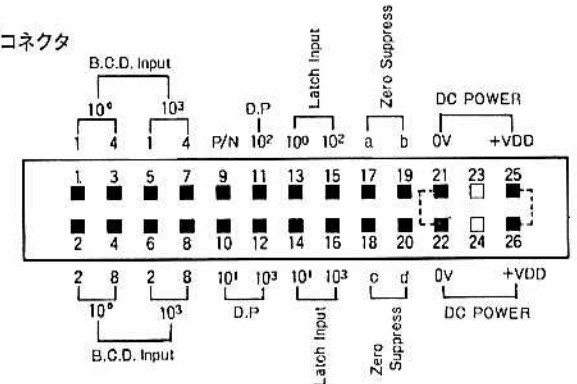 コネクタ
B.C.D. Input
Latch Input
Zero Suppress
10⁰ 10³ D.P DC POWER
1 4 1 4 P/N 10² 10⁰ 10² a b 0V +VDD
1 3 5 7 9 11 13 15 17 19 21 23 25
2 4 6 8 10 12 14 16 18 20 22 24 26
2 8 2 8 10¹ 10³ 10¹ 10³ c d 0V +VDD
10⁰ 10³ D.P DC POWER
B.C.D. Input
Latch Input
Zero
Suppress